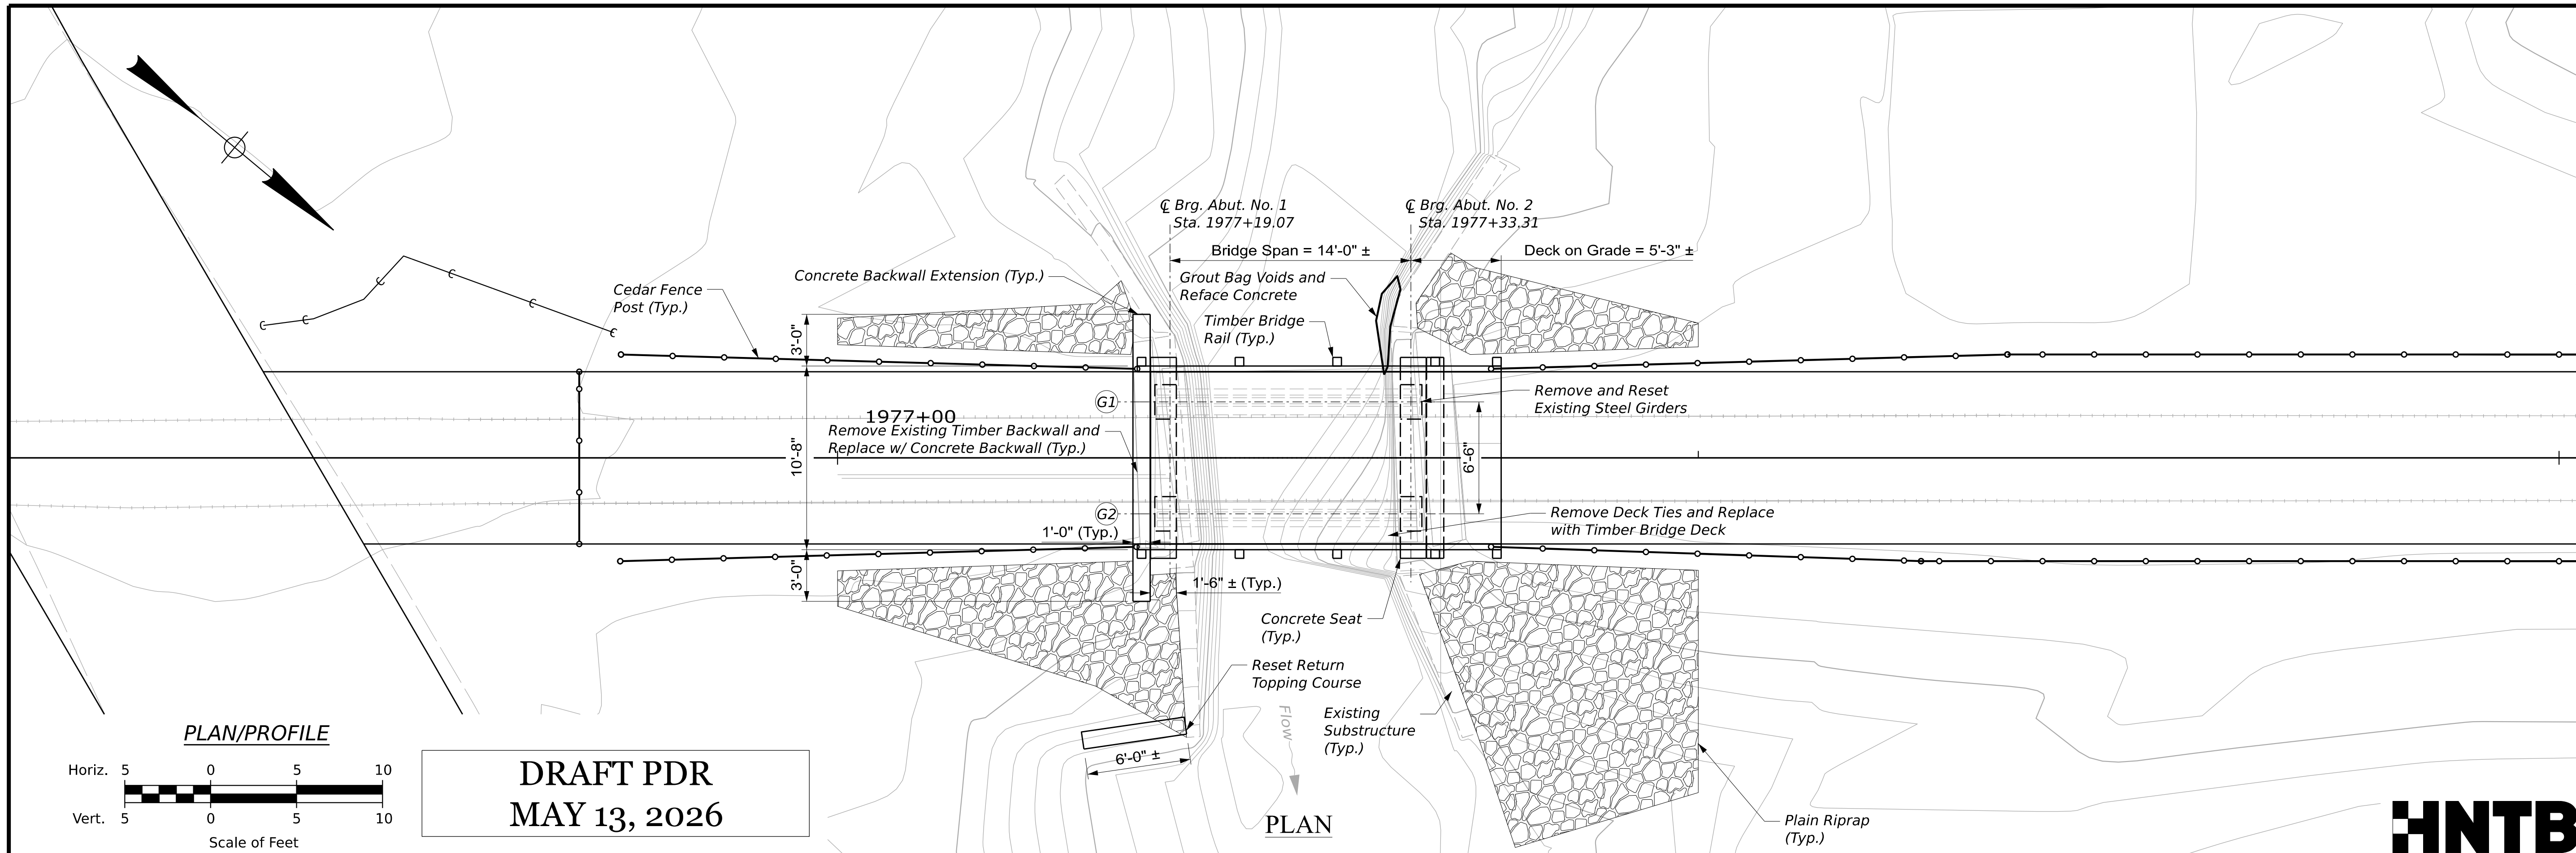 ℄ Brg. Abut. No. 1
Sta. 1977+19.07
℄ Brg. Abut. No. 2
Sta. 1977+33.31
Bridge Span = 14'-0" ±
Deck on Grade = 5'-3" ±
Concrete Backwall Extension (Typ.)
Grout Bag Voids and
Reface Concrete
Cedar Fence
Post (Typ.)
Timber Bridge
Rail (Typ.)
3'-0"
G1
Remove and Reset
Existing Steel Girders
1977+00
Remove Existing Timber Backwall and
Replace w/ Concrete Backwall (Typ.)
10'-8"
6'-6"
G2
Remove Deck Ties and Replace
with Timber Bridge Deck
1'-0" (Typ.)
3'-0"
1'-6" ± (Typ.)
Concrete Seat
(Typ.)
Reset Return
Topping Course
Existing
Substructure
(Typ.)
Flow
6'-0" ±
Plain Riprap
(Typ.)
PLAN
PLAN/PROFILE
Horiz. 5 0 5 10
Vert. 5 0 5 10
Scale of Feet
DRAFT PDR
MAY 13, 2026
HNTB
C
C
C
C
C
C